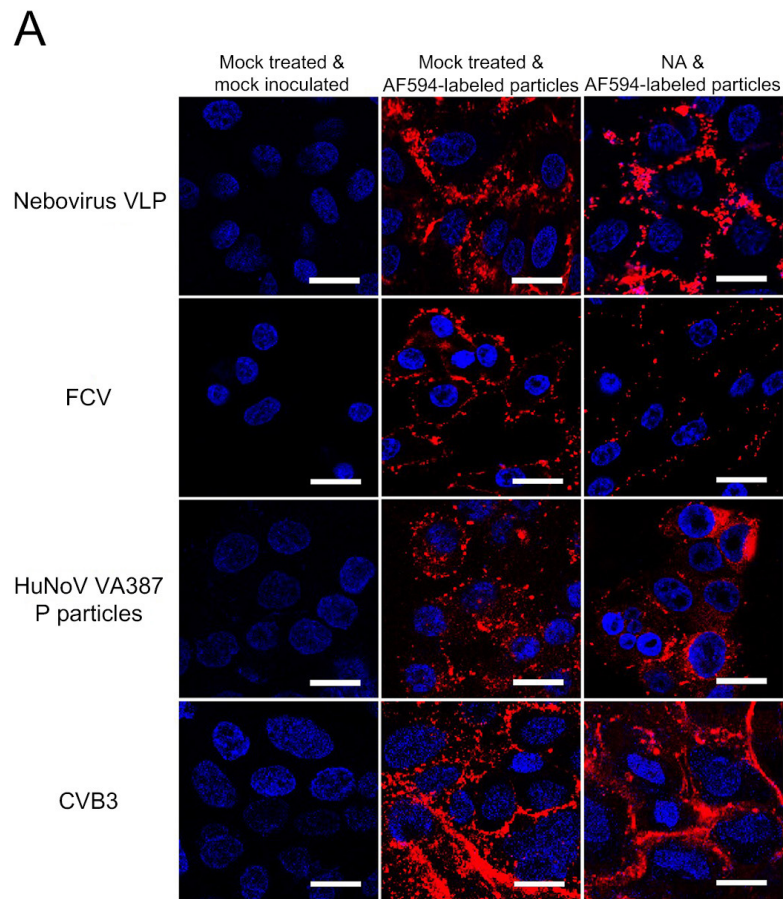 A
Mock treated &
mock inoculated
Mock treated &
AF594-labeled particles
NA &
AF594-labeled particles
Nebovirus VLP
FCV
HuNoV VA387
P particles
CVB3